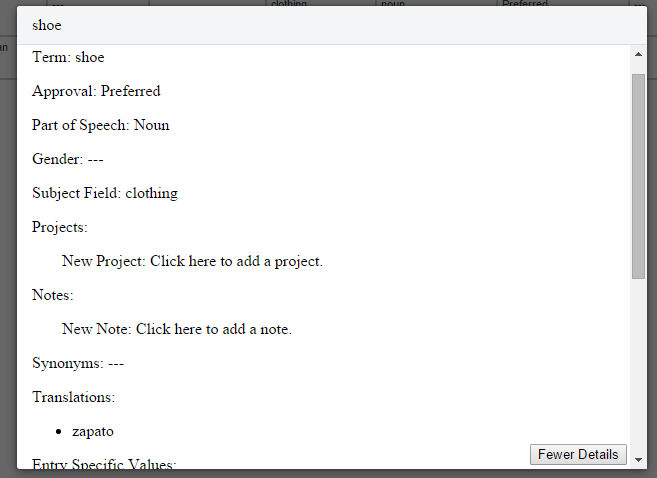 ---
clothing
noun
Preferred
---
shoe
an
Term: shoe
Approval: Preferred
Part of Speech: Noun
Gender: ---
Subject Field: clothing
Projects:
New Project: Click here to add a project.
Notes:
New Note: Click here to add a note.
Synonyms: ---
Translations:
• zapato
Fewer Details
Entry Specific Values: